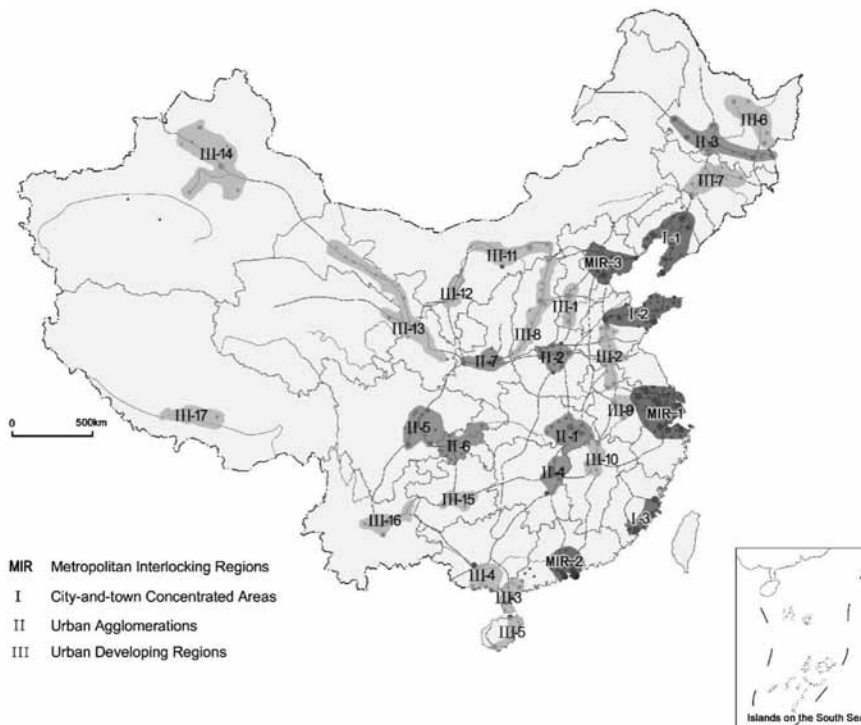 III-6
II-3
III-14
III-7
I-1
III-11
MIR-3
III-12
III-1
I-2
III-13
III-8
II-7
II-2
III-2
III-17
0
500km
III-9
MIR-1
II-5
II-1
II-6
III-10
II-4
III-15
III-16
I-3
MIR-2
III-4
III-3
III-5
MIR Metropolitan Interlocking Regions
I City-and-town Concentrated Areas
II Urban Agglomerations
III Urban Developing Regions
Islands on the South Sea